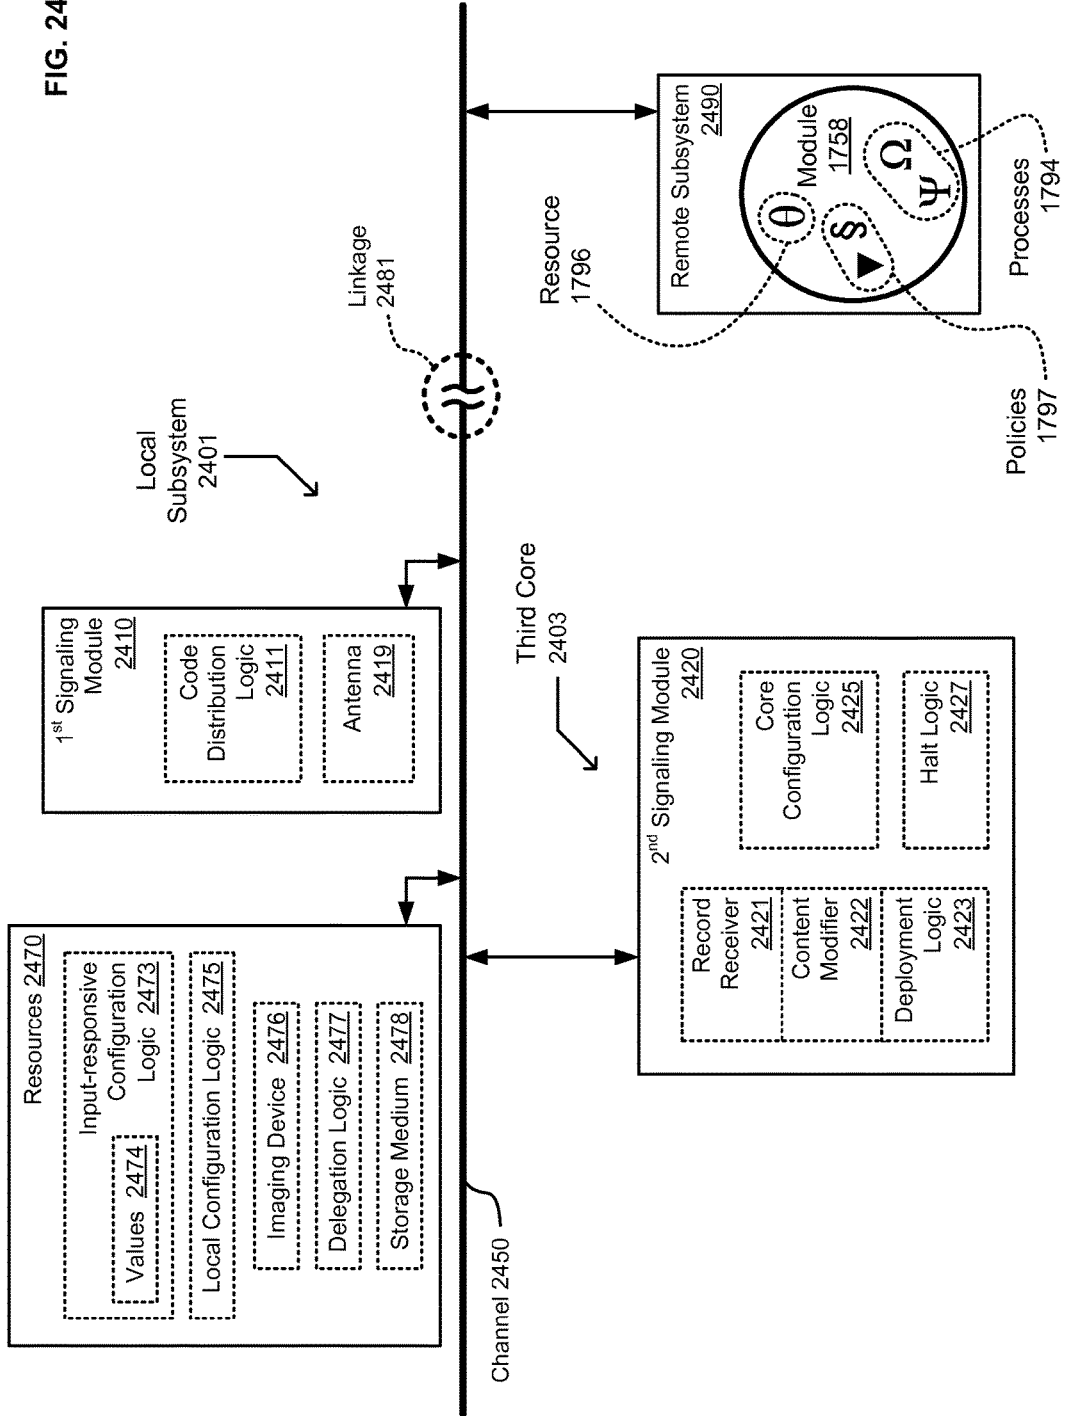 FIG. 24
Resources 2470
Input-responsive
Configuration
Logic 2473
Values 2474
Local Configuration Logic 2475
Imaging Device 2476
Delegation Logic 2477
Storage Medium 2478
1st Signaling
Module
2410
Code
Distribution
Logic
2411
Antenna
2419
Local
Subsystem
2401
Linkage
2481
Channel 2450
Third Core
2403
2nd Signaling Module
2420
Record
Receiver
2421
Content
Modifier
2422
Deployment
Logic
2423
Core
Configuration
Logic
2425
Halt Logic
2427
Resource
1796
Remote Subsystem
2490
Module
1758
θ
▲ §
Ψ Ω
Policies
1797
Processes
1794